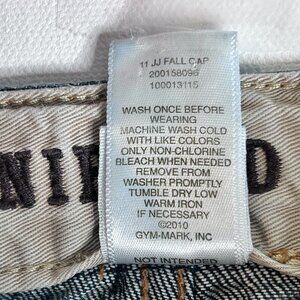 11 JJ FALL CAP
200158096
100013115
WASH ONCE BEFORE
WEARING
MACHINE WASH COLD
WITH LIKE COLORS
ONLY NON-CHLORINE
BLEACH WHEN NEEDED
REMOVE FROM
WASHER PROMPTLY
TUMBLE DRY LOW
WARM IRON
IF NECESSARY
©2010
GYM-MARK, INC
NOT INTENDED